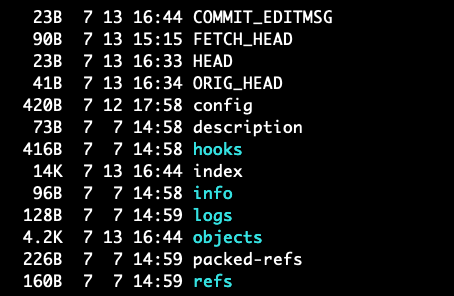 23B 7 13 16:44 COMMIT_EDITMSG
90B 7 13 15:15 FETCH_HEAD
23B 7 13 16:33 HEAD
41B 7 13 16:34 ORIG_HEAD
420B 7 12 17:58 config
73B 7 7 14:58 description
416B 7 7 14:58 hooks
14K 7 13 16:44 index
96B 7 7 14:58 info
128B 7 7 14:59 logs
4.2K 7 13 16:44 objects
226B 7 7 14:59 packed-refs
160B 7 7 14:59 refs